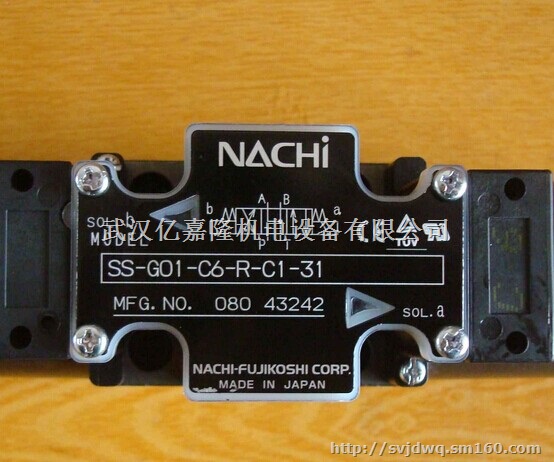 NACHi
A B
b a
SOL.b
武汉亿嘉隆机电设备有限公司
MODEL P T TÜV
SS-G01-C6-R-C1-31
MFG. NO. 080 43242
SOL.a
NACHI-FUJIKOSHI CORP.
MADE IN JAPAN
http://svjdwq.sm160.com/